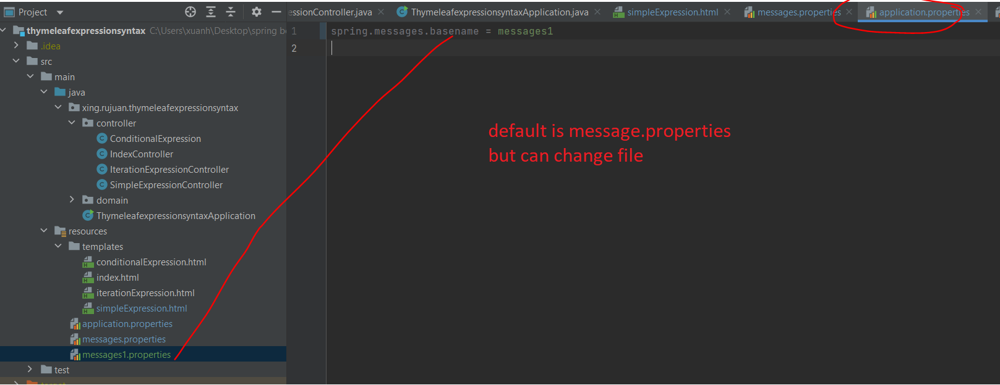 Project
essionController.java
ThymeleafexpressionsyntaxApplication.java
simpleExpression.html
messages.properties
application.properties
thymeleafexpressionsyntax C:\Users\xuanh\Desktop\spring b
.idea
src
main
java
xing.rujuan.thymeleafexpressionsyntax
controller
ConditionalExpression
IndexController
IterationExpressionController
SimpleExpressionController
domain
ThymeleafexpressionsyntaxApplication
resources
templates
conditionalExpression.html
index.html
iterationExpression.html
simpleExpression.html
application.properties
messages.properties
messages1.properties
test
1 spring.messages.basename = messages1
2
default is message.properties
but can change file